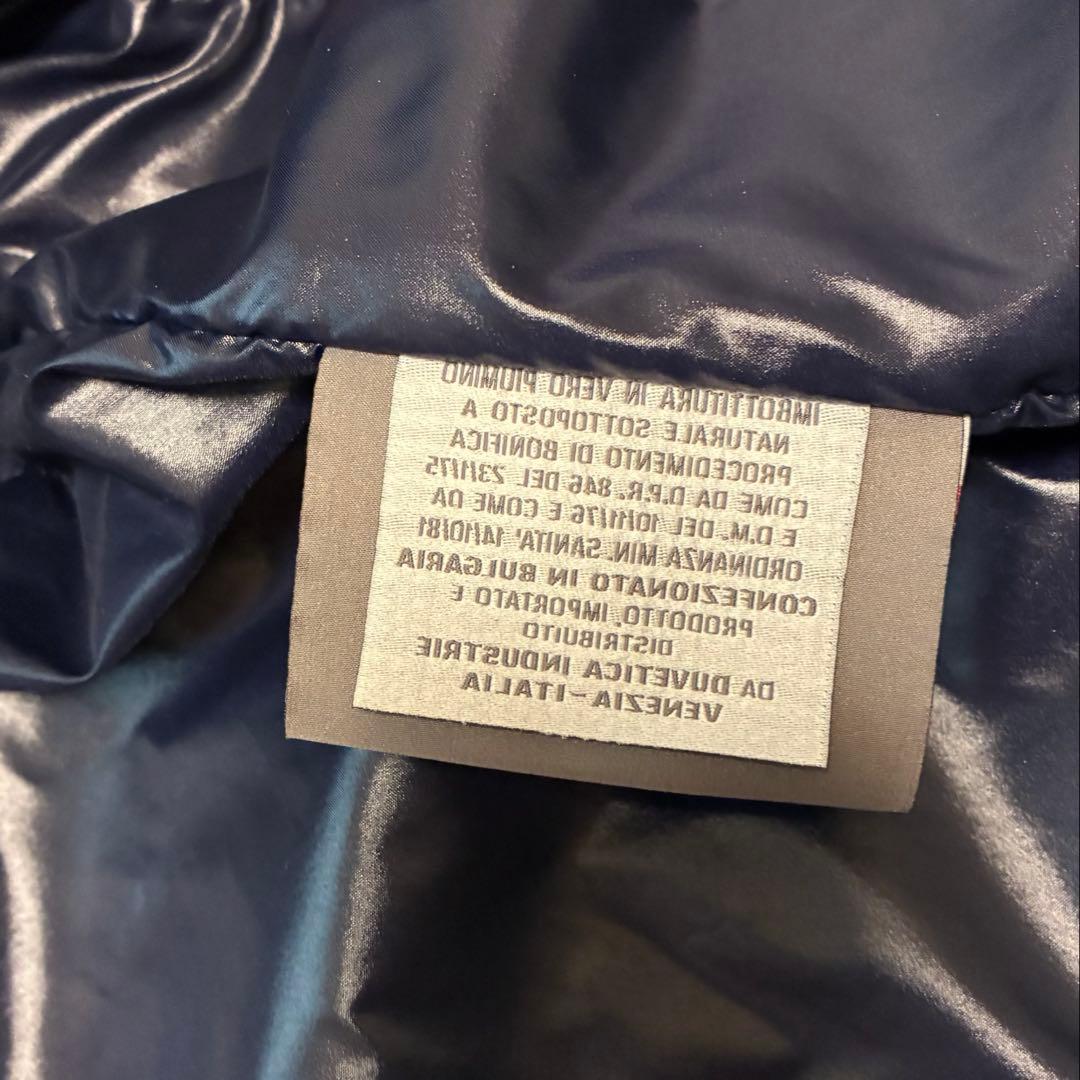 IMBOTTITURA IN VERO PIUMINO
NATURALE SOTTOPOSTO A
PROCEDIMENTO DI BONIFICA
COME DA D.P.R. 846 DEL 23/1/75
E D.M. DEL 10/11/76 E COME DA
ORDINANZA MIN. SANITA' 14/10/81
CONFEZIONATO IN BULGARIA
PRODOTTO, IMPORTATO E
DISTRIBUITO
DA DUVETICA INDUSTRIE
VENEZIA-ITALIA